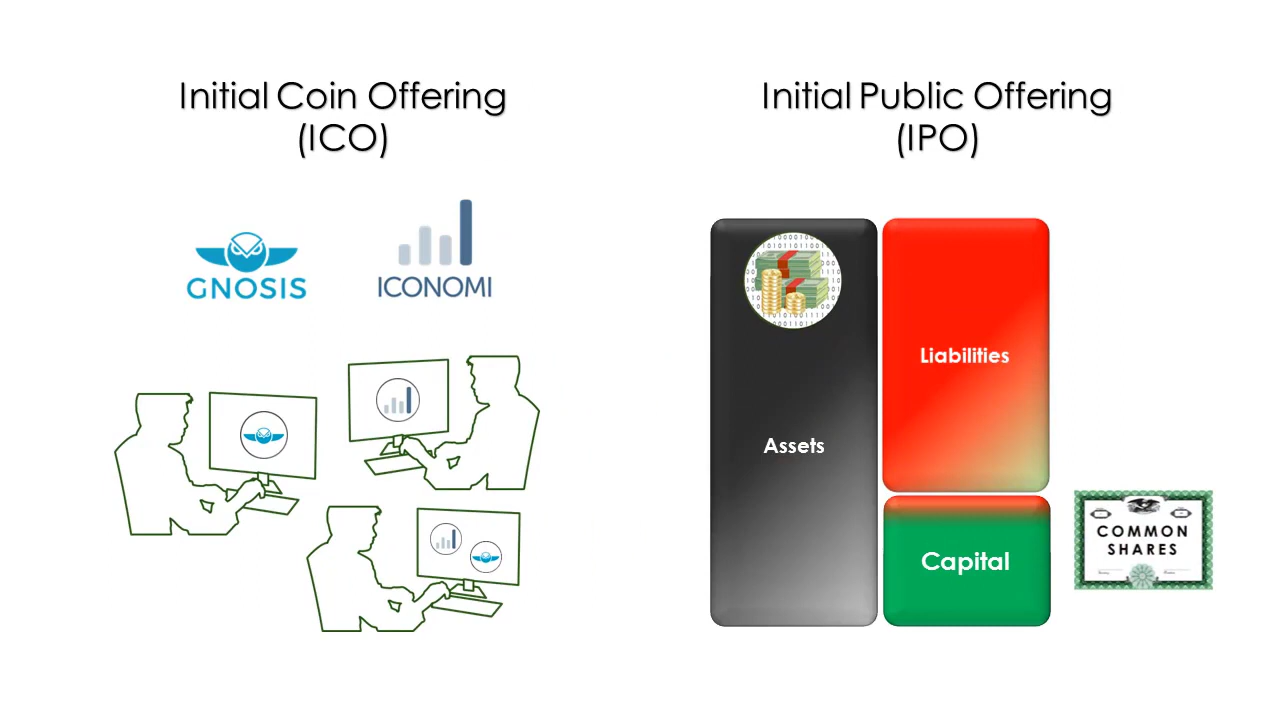 Initial Coin Offering
(ICO)
GNOSIS
ICONOMI
Initial Public Offering
(IPO)
Assets
Liabilities
Capital
COMMON
SHARES